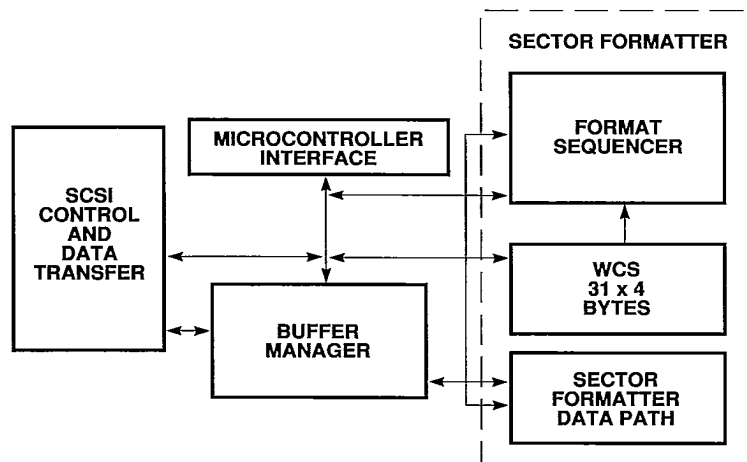 SECTOR FORMATTER
FORMAT
SEQUENCER
MICROCONTROLLER
INTERFACE
SCSI
CONTROL
AND
DATA
TRANSFER
WCS
31 x 4
BYTES
BUFFER
MANAGER
SECTOR
FORMATTER
DATA PATH